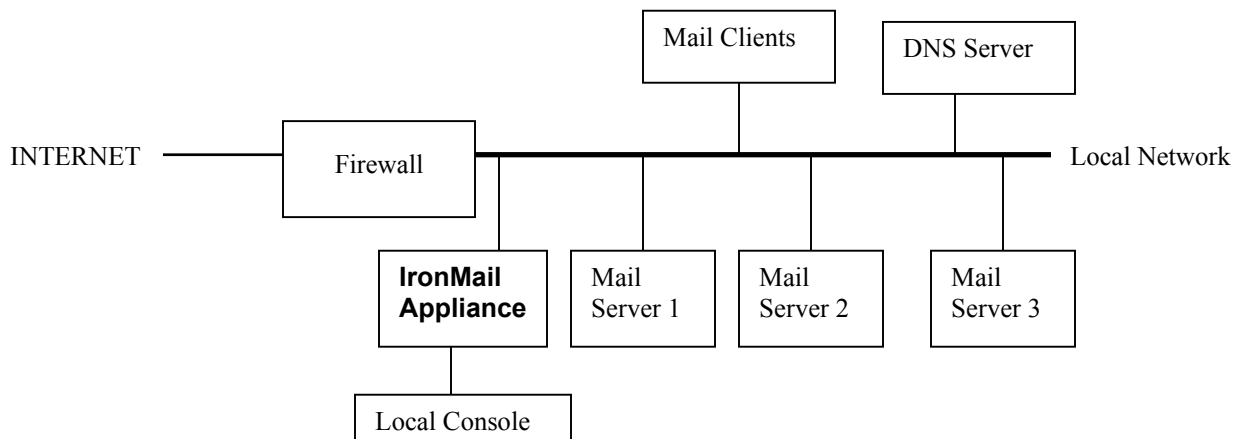 Mail Clients
DNS Server
INTERNET
Firewall
Local Network
IronMail
Appliance
Mail
Server 1
Mail
Server 2
Mail
Server 3
Local Console